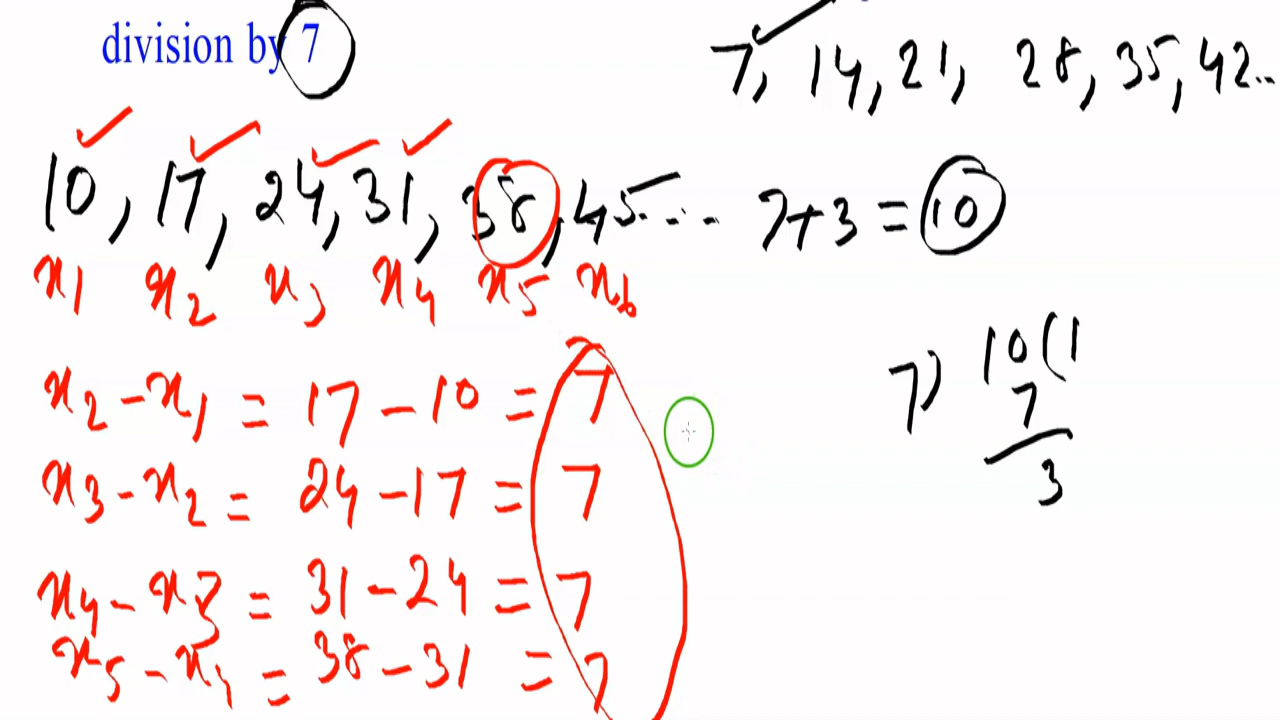 division by 7
7, 14, 21, 28, 35, 42..
10, 17, 24, 31, 38, 45....
7+3 = 10
x1 x2 x3 x4 x5 x6
7) 10 (1
7
3
x2 - x1 = 17 - 10 = 7
x3 - x2 = 24 - 17 = 7
x4 - x3 = 31 - 24 = 7
x5 - x4 = 38 - 31 = 7